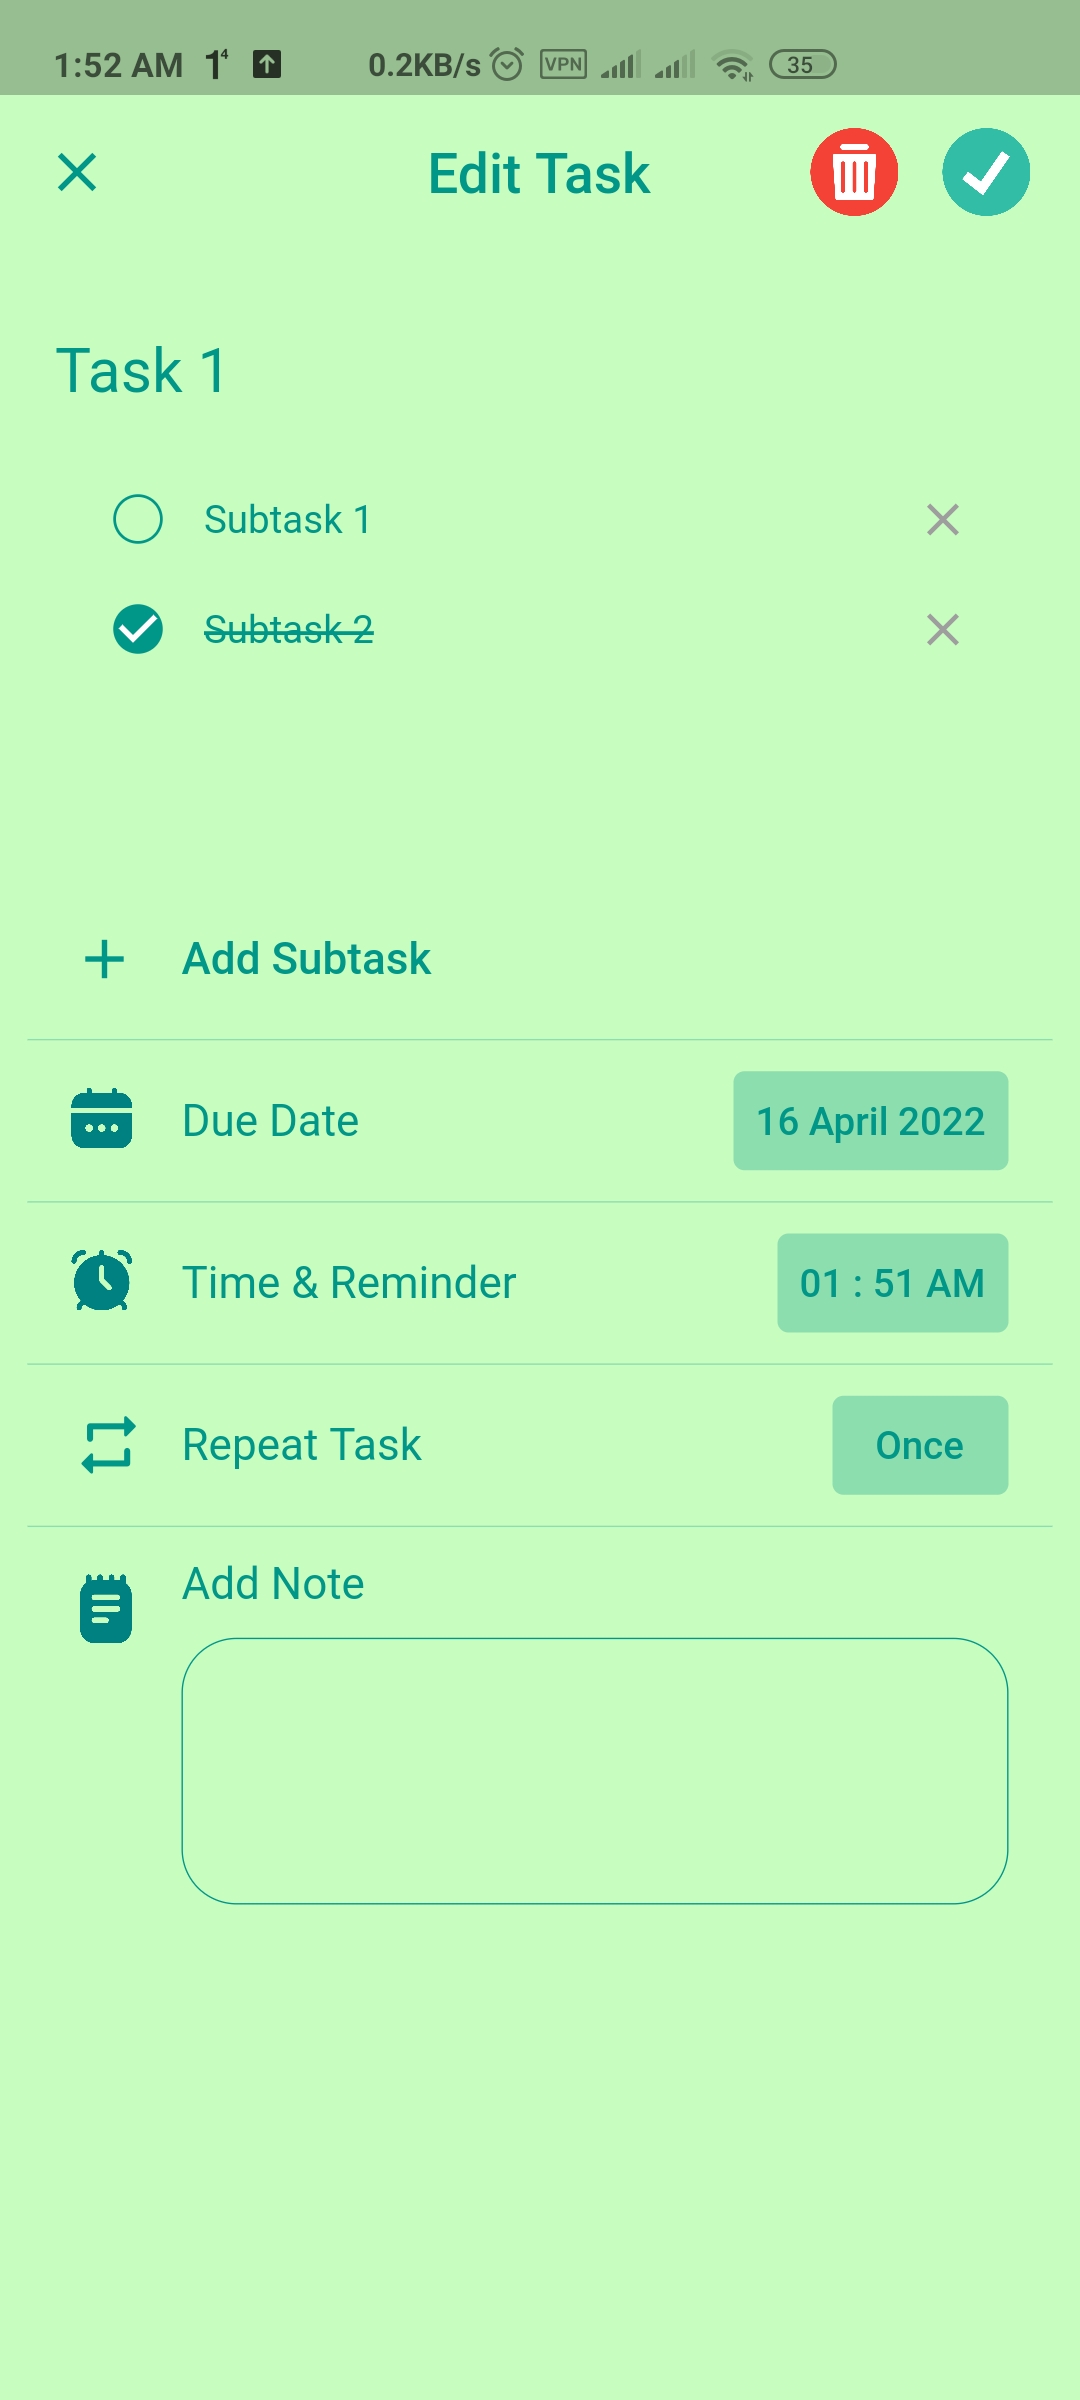 1:52 AM 1⁴ 0.2KB/s VPN 35
Edit Task
Task 1
Subtask 1
Subtask 2
Add Subtask
Due Date 16 April 2022
Time & Reminder 01 : 51 AM
Repeat Task Once
Add Note